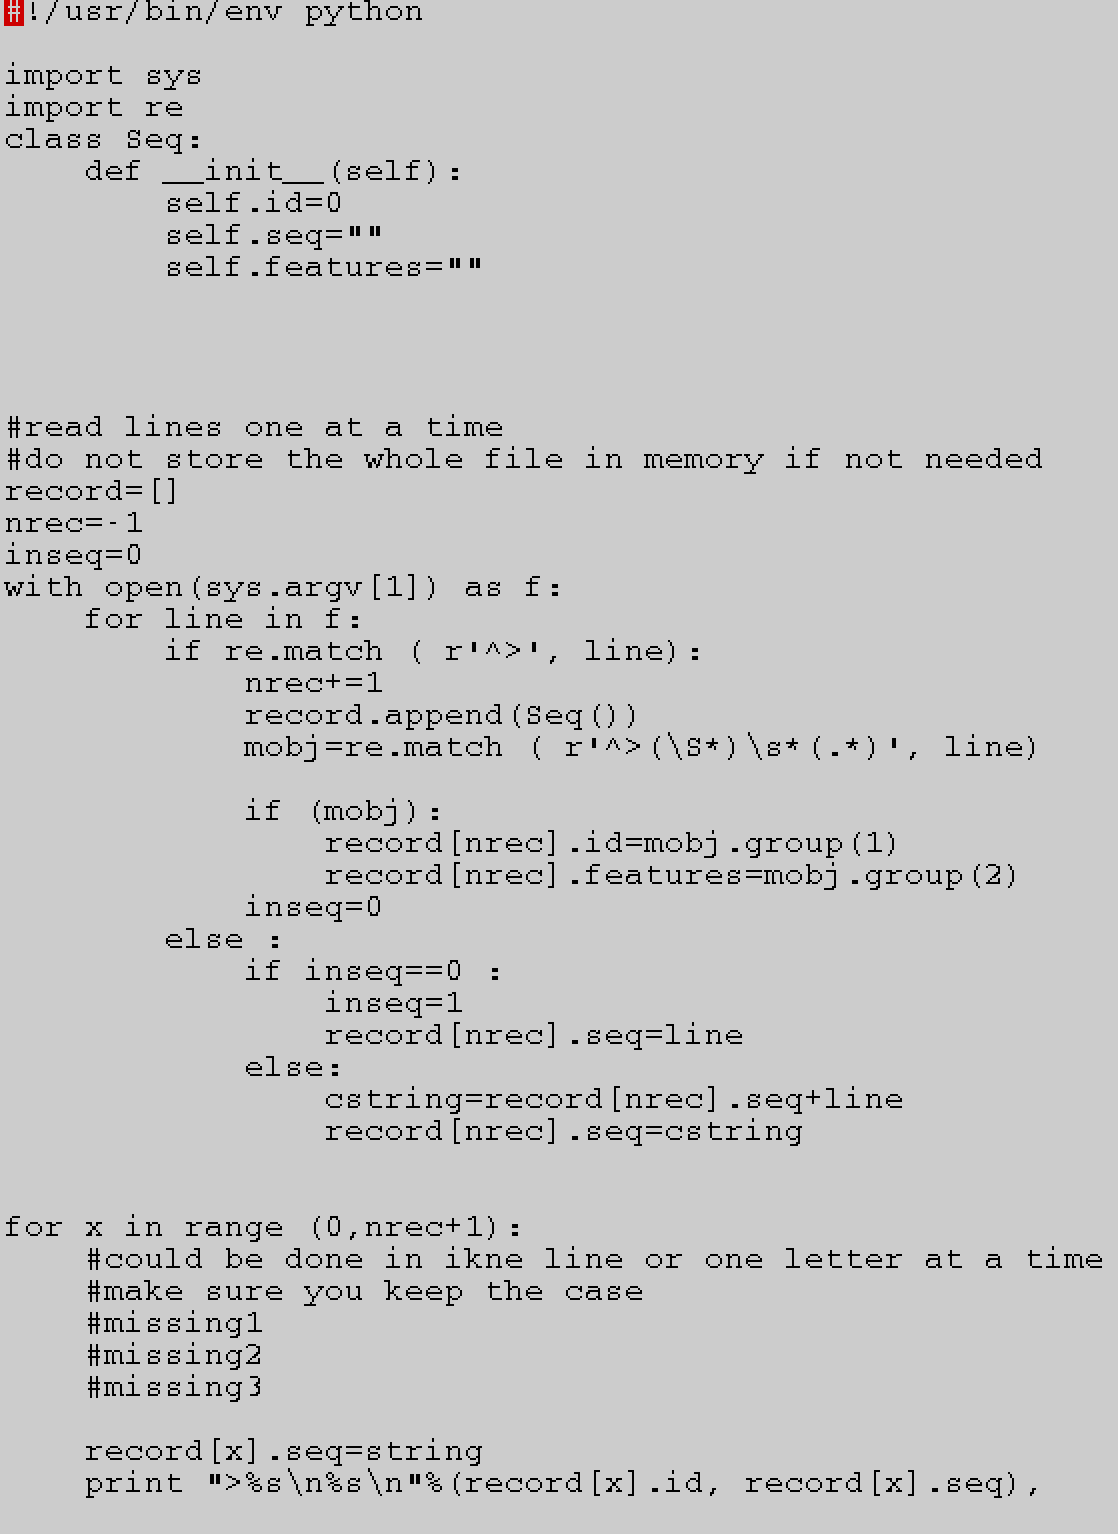 #!/usr/bin/env python
import sys
import re
class Seq:
    def __init__(self):
        self.id=0
        self.seq=""
        self.features=""
#read lines one at a time
#do not store the whole file in memory if not needed
record=[]
nrec=-1
inseq=0
with open(sys.argv[1]) as f:
    for line in f:
        if re.match ( r'^>', line):
            nrec+=1
            record.append(Seq())
            mobj=re.match ( r'^>(\S*)\s*(.*)', line)
            if (mobj):
                record[nrec].id=mobj.group(1)
                record[nrec].features=mobj.group(2)
            inseq=0
        else :
            if inseq==0 :
                inseq=1
                record[nrec].seq=line
            else:
                cstring=record[nrec].seq+line
                record[nrec].seq=cstring
for x in range (0,nrec+1):
    #could be done in ikne line or one letter at a time
    #make sure you keep the case
    #missing1
    #missing2
    #missing3
    record[x].seq=string
    print ">%s\n%s\n"%(record[x].id, record[x].seq),